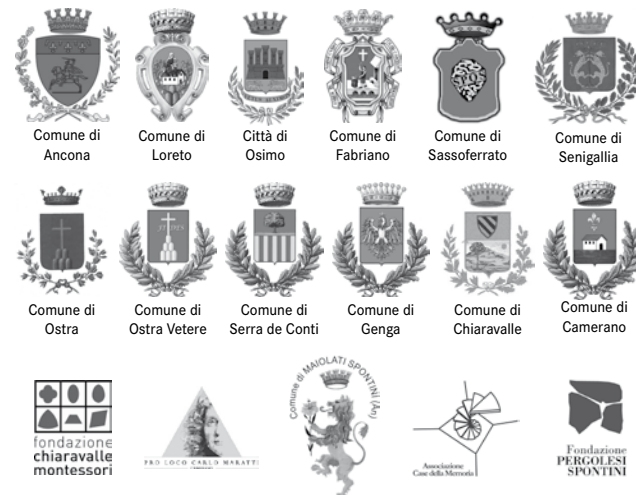 Comune di
Ancona
Comune di
Loreto
Città di
Osimo
Comune di
Fabriano
Comune di
Sassoferrato
Comune di
Senigallia
Comune di
Ostra
Comune di
Ostra Vetere
Comune di
Serra de Conti
Comune di
Genga
Comune di
Chiaravalle
Comune di
Camerano
fondazione
chiaravalle
montessori
PRO LOCO CARLO MARATTI
Comune di MAIOLATI SPONTINI (An)
Associazione
Case della Memoria
Fondazione
PERGOLESI
SPONTINI